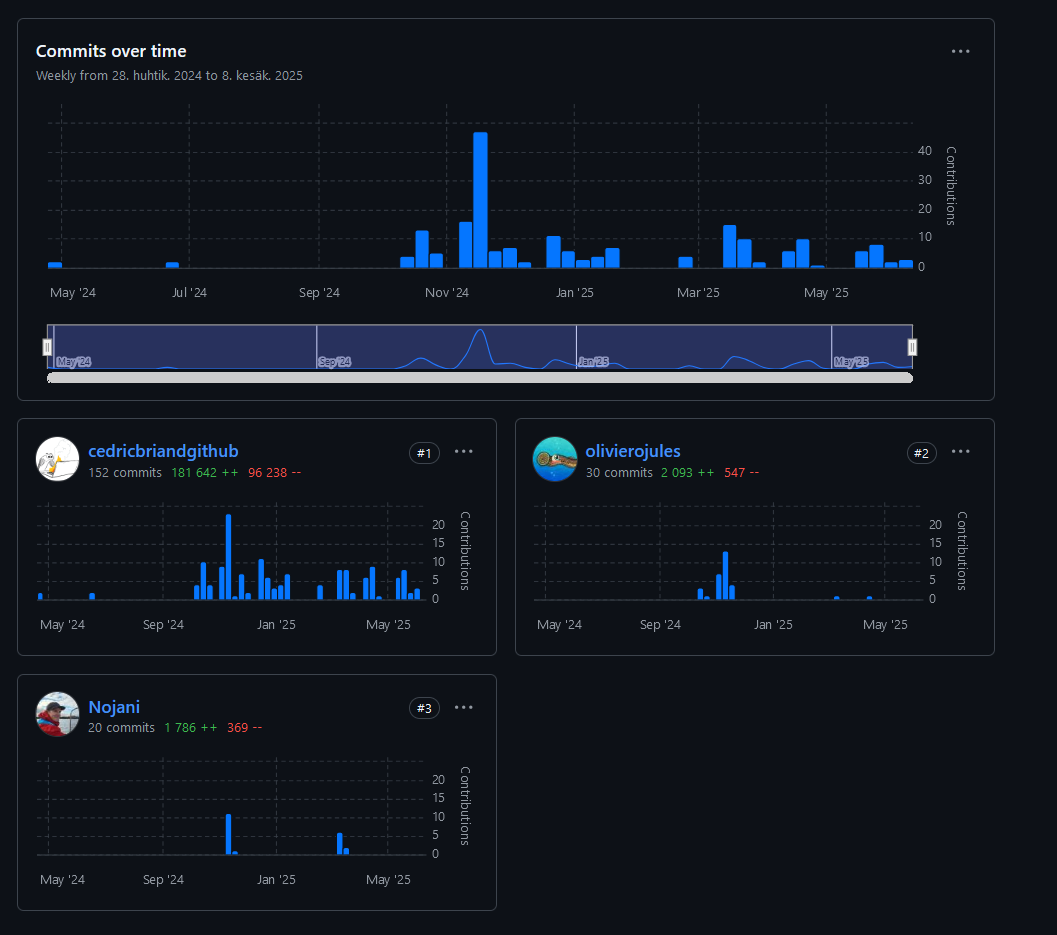 Commits over time
Weekly from 28. huhtik. 2024 to 8. kesäk. 2025
40
30
20
10
0
Contributions
May '24 Jul '24 Sep '24 Nov '24 Jan '25 Mar '25 May '25
May '24 Sep '24 Jan '25 May '25
cedricbriandgithub #1
152 commits 181 642 ++ 96 238 --
20
15
10
5
0
Contributions
May '24 Sep '24 Jan '25 May '25
olivierojules #2
30 commits 2 093 ++ 547 --
20
15
10
5
0
Contributions
May '24 Sep '24 Jan '25 May '25
Nojani #3
20 commits 1 786 ++ 369 --
20
15
10
5
0
Contributions
May '24 Sep '24 Jan '25 May '25